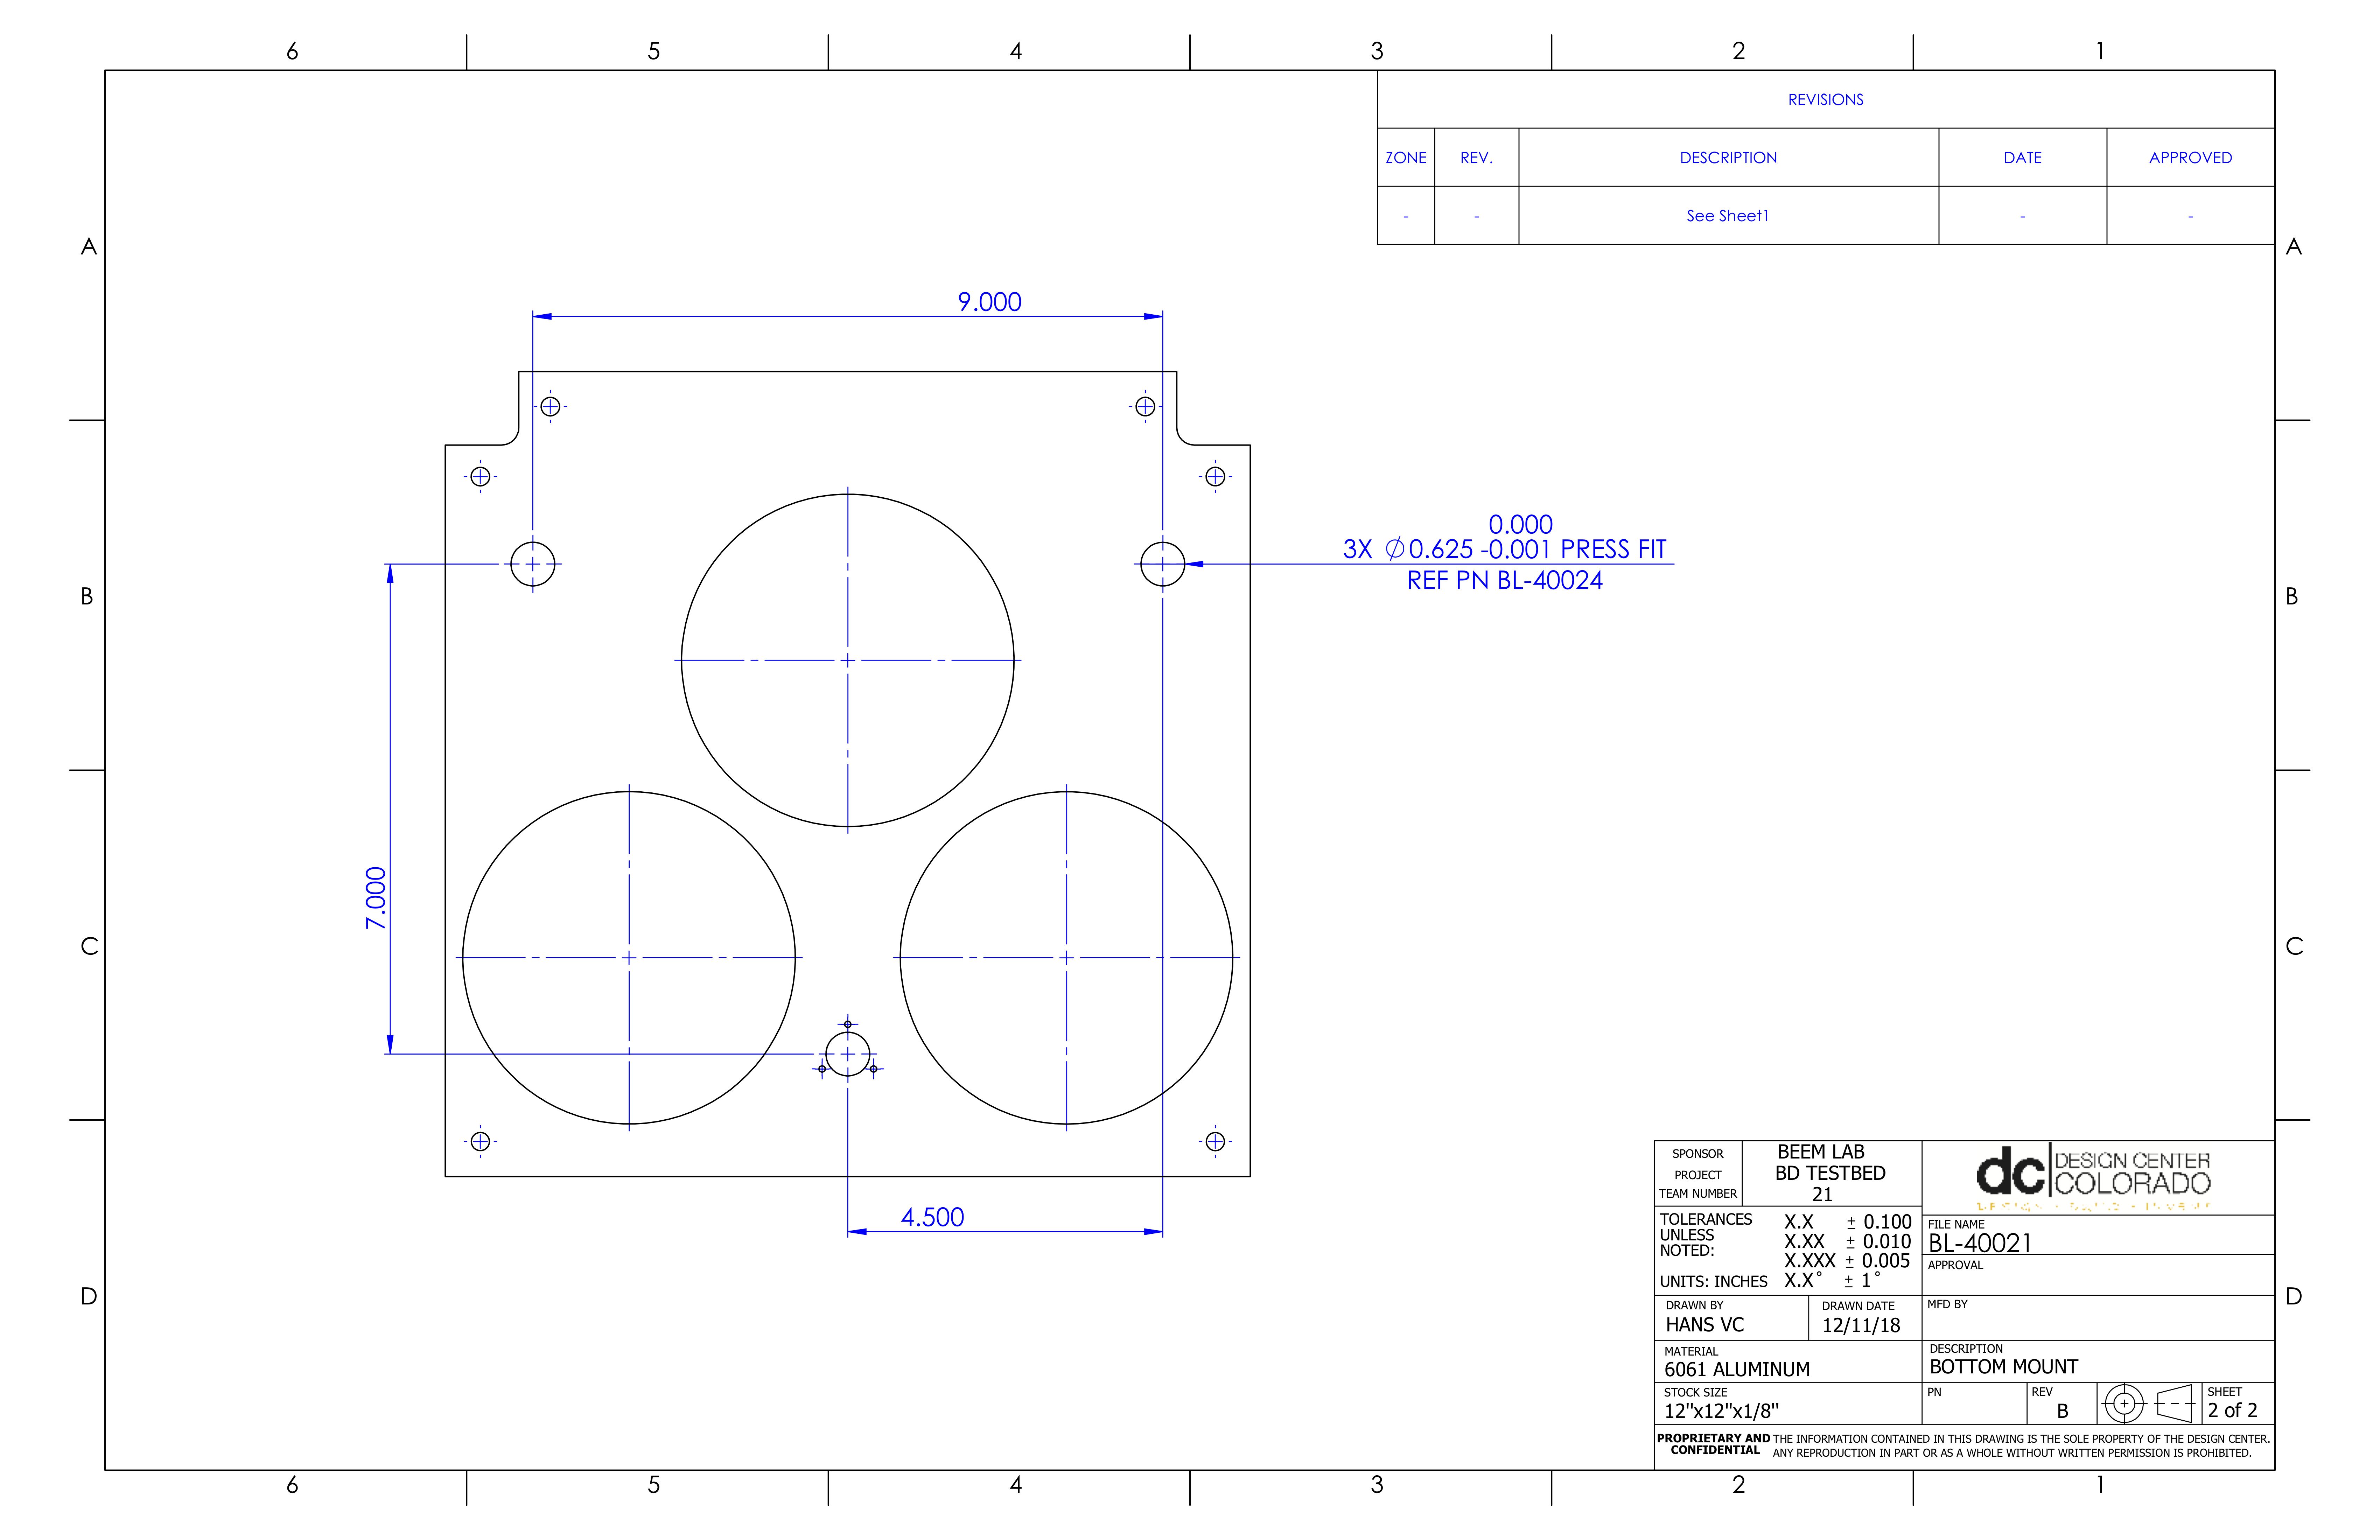 6 5 4 3 2 1
REVISIONS
ZONE REV. DESCRIPTION DATE APPROVED
- - See Sheet1 - -
A A
9.000
0.000
3X ∅0.625 -0.001 PRESS FIT
REF PN BL-40024
B B
7.000
C C
4.500
D D
SPONSOR BEEM LAB
PROJECT BD TESTBED
TEAM NUMBER 21
dc DESIGN CENTER
COLORADO
TOLERANCES
UNLESS
NOTED:
UNITS: INCHES
X.X ± 0.100
X.XX ± 0.010
X.XXX ± 0.005
X.X° ± 1°
FILE NAME
BL-40021
APPROVAL
DRAWN BY
HANS VC
DRAWN DATE
12/11/18
MFD BY
MATERIAL
6061 ALUMINUM
DESCRIPTION
BOTTOM MOUNT
STOCK SIZE
12"x12"x1/8"
PN
REV
B
SHEET
2 of 2
PROPRIETARY AND
CONFIDENTIAL
THE INFORMATION CONTAINED IN THIS DRAWING IS THE SOLE PROPERTY OF THE DESIGN CENTER.
ANY REPRODUCTION IN PART OR AS A WHOLE WITHOUT WRITTEN PERMISSION IS PROHIBITED.
6 5 4 3 2 1